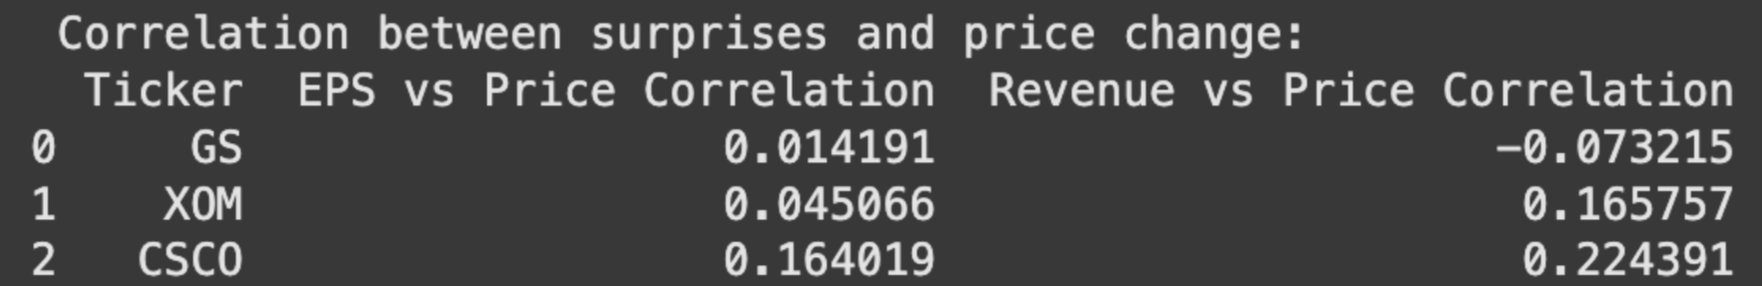 Correlation between surprises and price change:
Ticker EPS vs Price Correlation Revenue vs Price Correlation
0 GS 0.014191 -0.073215
1 XOM 0.045066 0.165757
2 CSCO 0.164019 0.224391